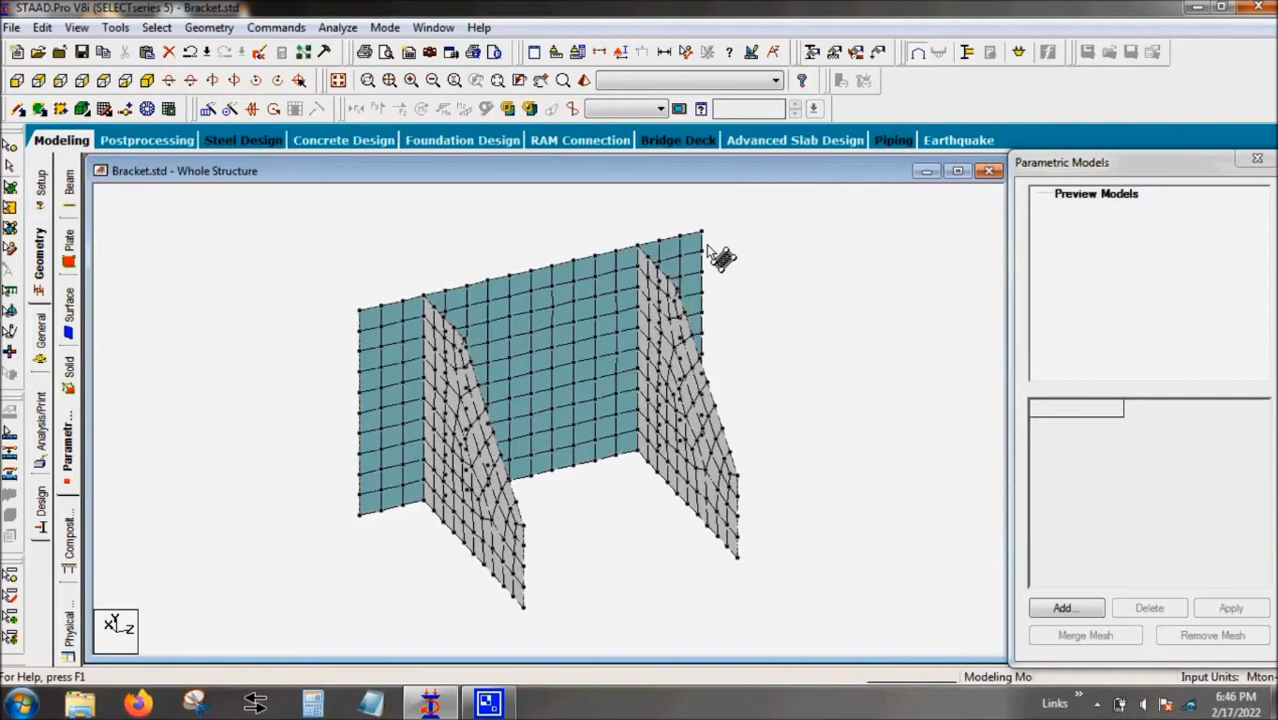 STAAD.Pro V8i (SELECTseries 5) - Bracket.std
File Edit View Tools Select Geometry Commands Analyze Mode Window Help
Modeling Postprocessing Steel Design Concrete Design Foundation Design RAM Connection Bridge Deck Advanced Slab Design Piping Earthquake
Bracket.std - Whole Structure
Parametric Models
Preview Models
Setup
Geometry
General
Analysis/Print
Design
Beam
Plate
Surface
Solid
Parametr...
Composit...
Physical
Y
X
Z
Add...
Delete
Apply
Merge Mesh
Remove Mesh
For Help, press F1
Modeling Mo
Input Units: Mton-
Links
6:46 PM
2/17/2022